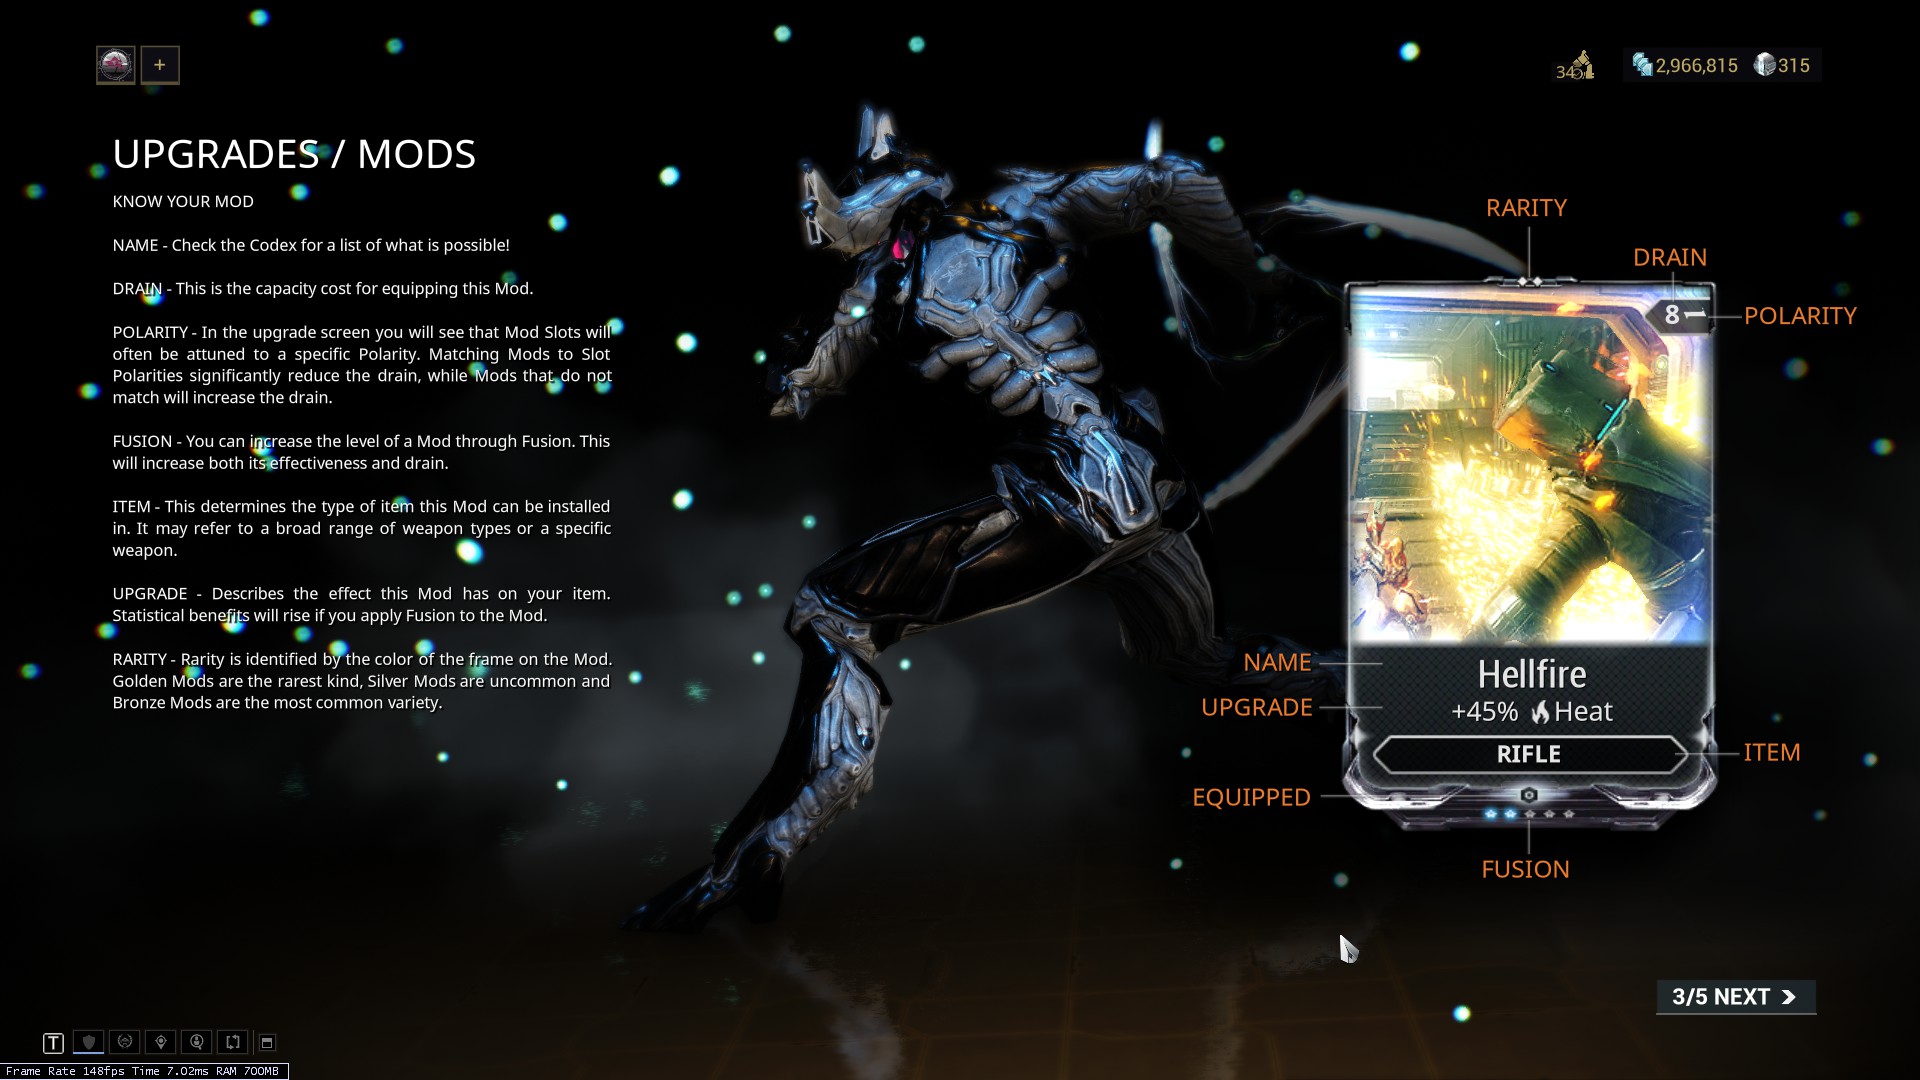 +
34
2,966,815
315
UPGRADES / MODS
KNOW YOUR MOD
NAME - Check the Codex for a list of what is possible!
DRAIN - This is the capacity cost for equipping this Mod.
POLARITY - In the upgrade screen you will see that Mod Slots will
often be attuned to a specific Polarity. Matching Mods to Slot
Polarities significantly reduce the drain, while Mods that do not
match will increase the drain.
FUSION - You can increase the level of a Mod through Fusion. This
will increase both its effectiveness and drain.
ITEM - This determines the type of item this Mod can be installed
in. It may refer to a broad range of weapon types or a specific
weapon.
UPGRADE - Describes the effect this Mod has on your item.
Statistical benefits will rise if you apply Fusion to the Mod.
RARITY - Rarity is identified by the color of the frame on the Mod.
Golden Mods are the rarest kind, Silver Mods are uncommon and
Bronze Mods are the most common variety.
RARITY
DRAIN
8
POLARITY
NAME
Hellfire
UPGRADE
+45% Heat
RIFLE
ITEM
EQUIPPED
FUSION
3/5 NEXT
T
Frame Rate 148fps Time 7.02ms RAM 700MB